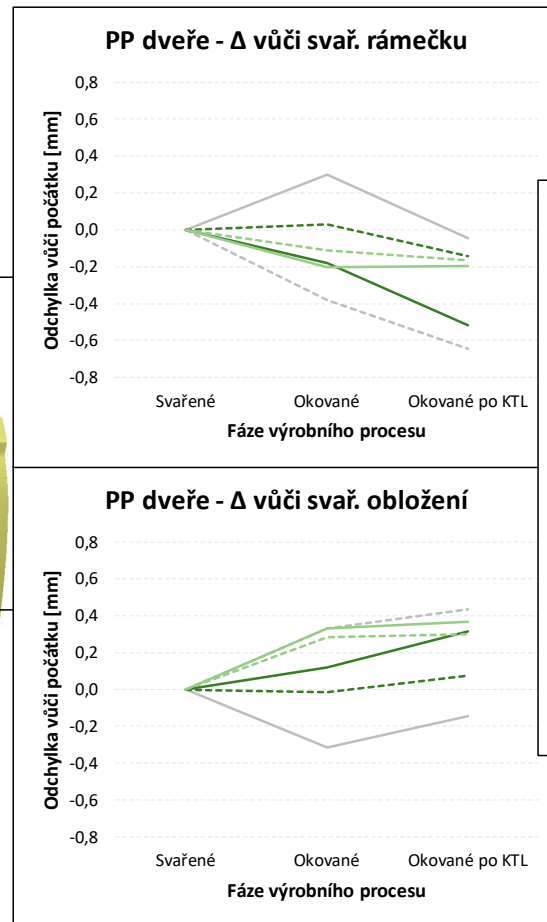 PP dveře - Δ vůči svař. rámečku
Odchylka vůči počátku [mm]
0,8
0,6
0,4
0,2
0,0
-0,2
-0,4
-0,6
-0,8
Svařené Okované Okované po KTL
Fáze výrobního procesu
PP dveře - Δ vůči svař. obložení
Odchylka vůči počátku [mm]
0,8
0,6
0,4
0,2
0,0
-0,2
-0,4
-0,6
-0,8
Svařené Okované Okované po KTL
Fáze výrobního procesu